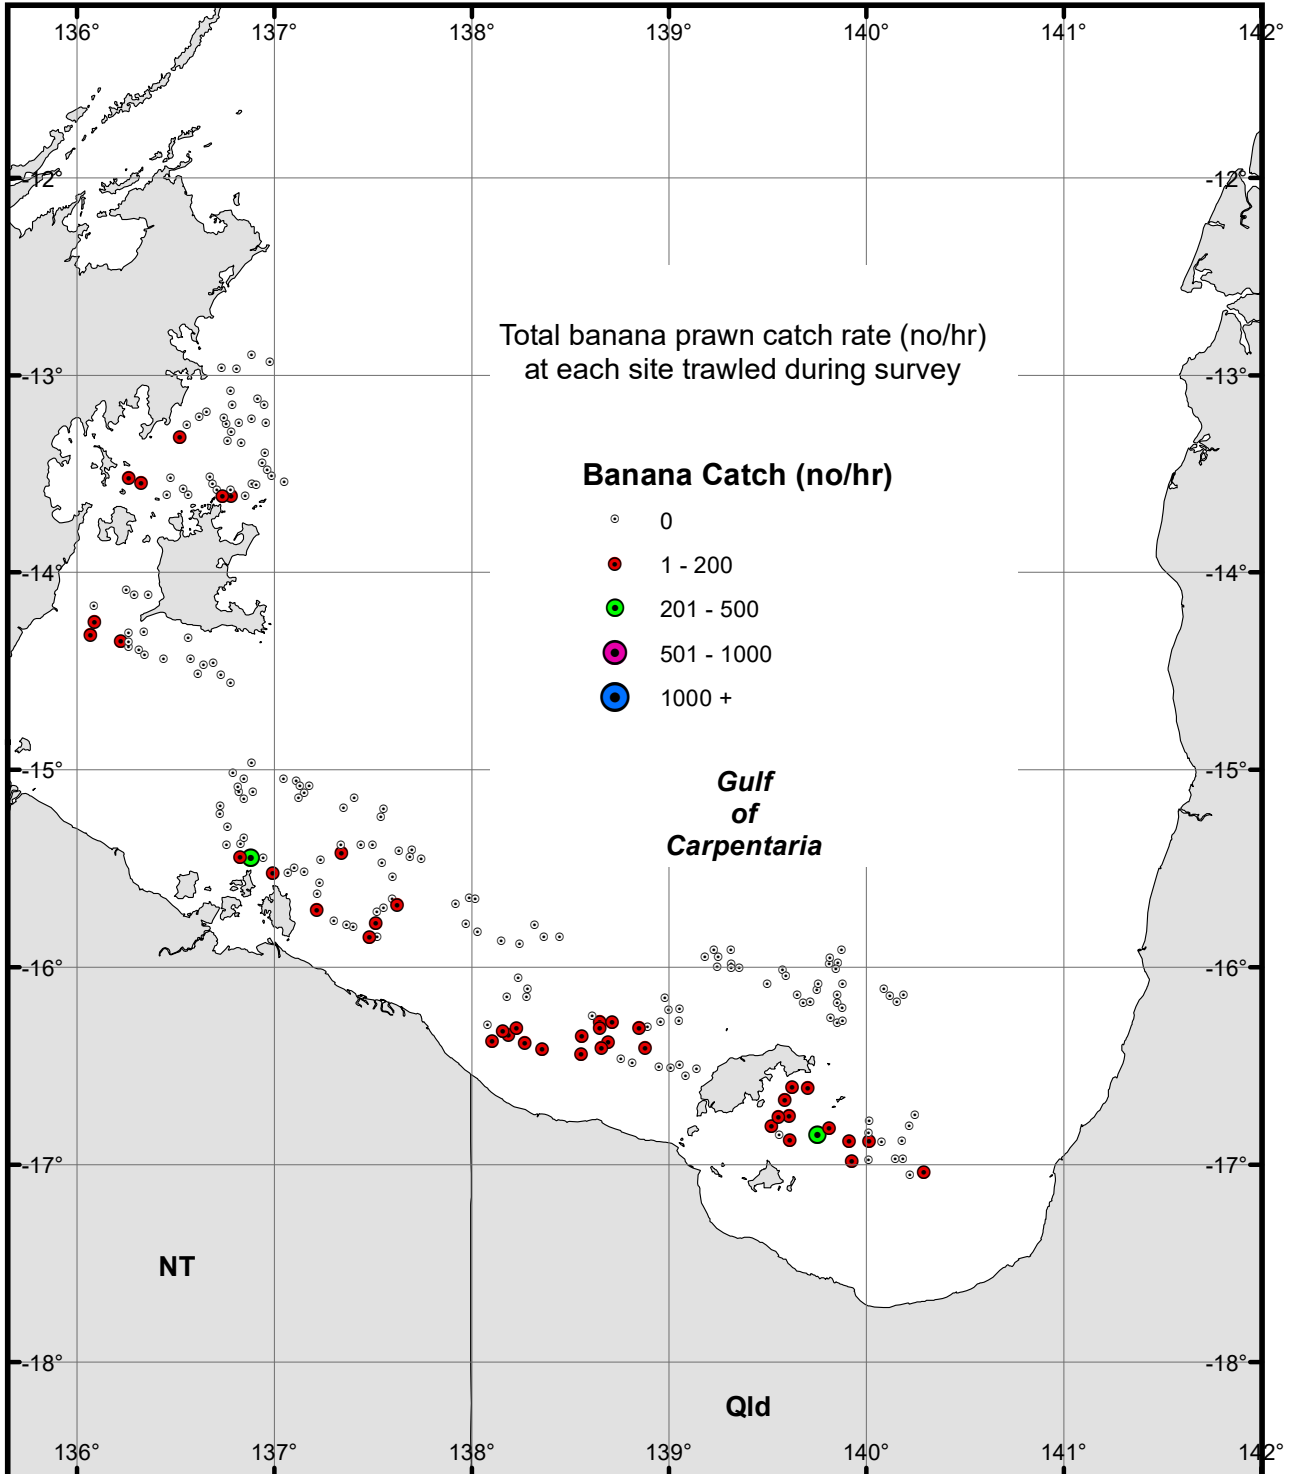 136° 137° 138° 139° 140° 141° 142°
-12° -12°
Total banana prawn catch rate (no/hr)
at each site trawled during survey
-13° -13°
Banana Catch (no/hr)
0
1 - 200
-14° -14°
201 - 500
501 - 1000
1000 +
-15° -15°
Gulf
of
Carpentaria
-16° -16°
-17° -17°
NT
-18° -18°
Qld
136° 137° 138° 139° 140° 141° 142°